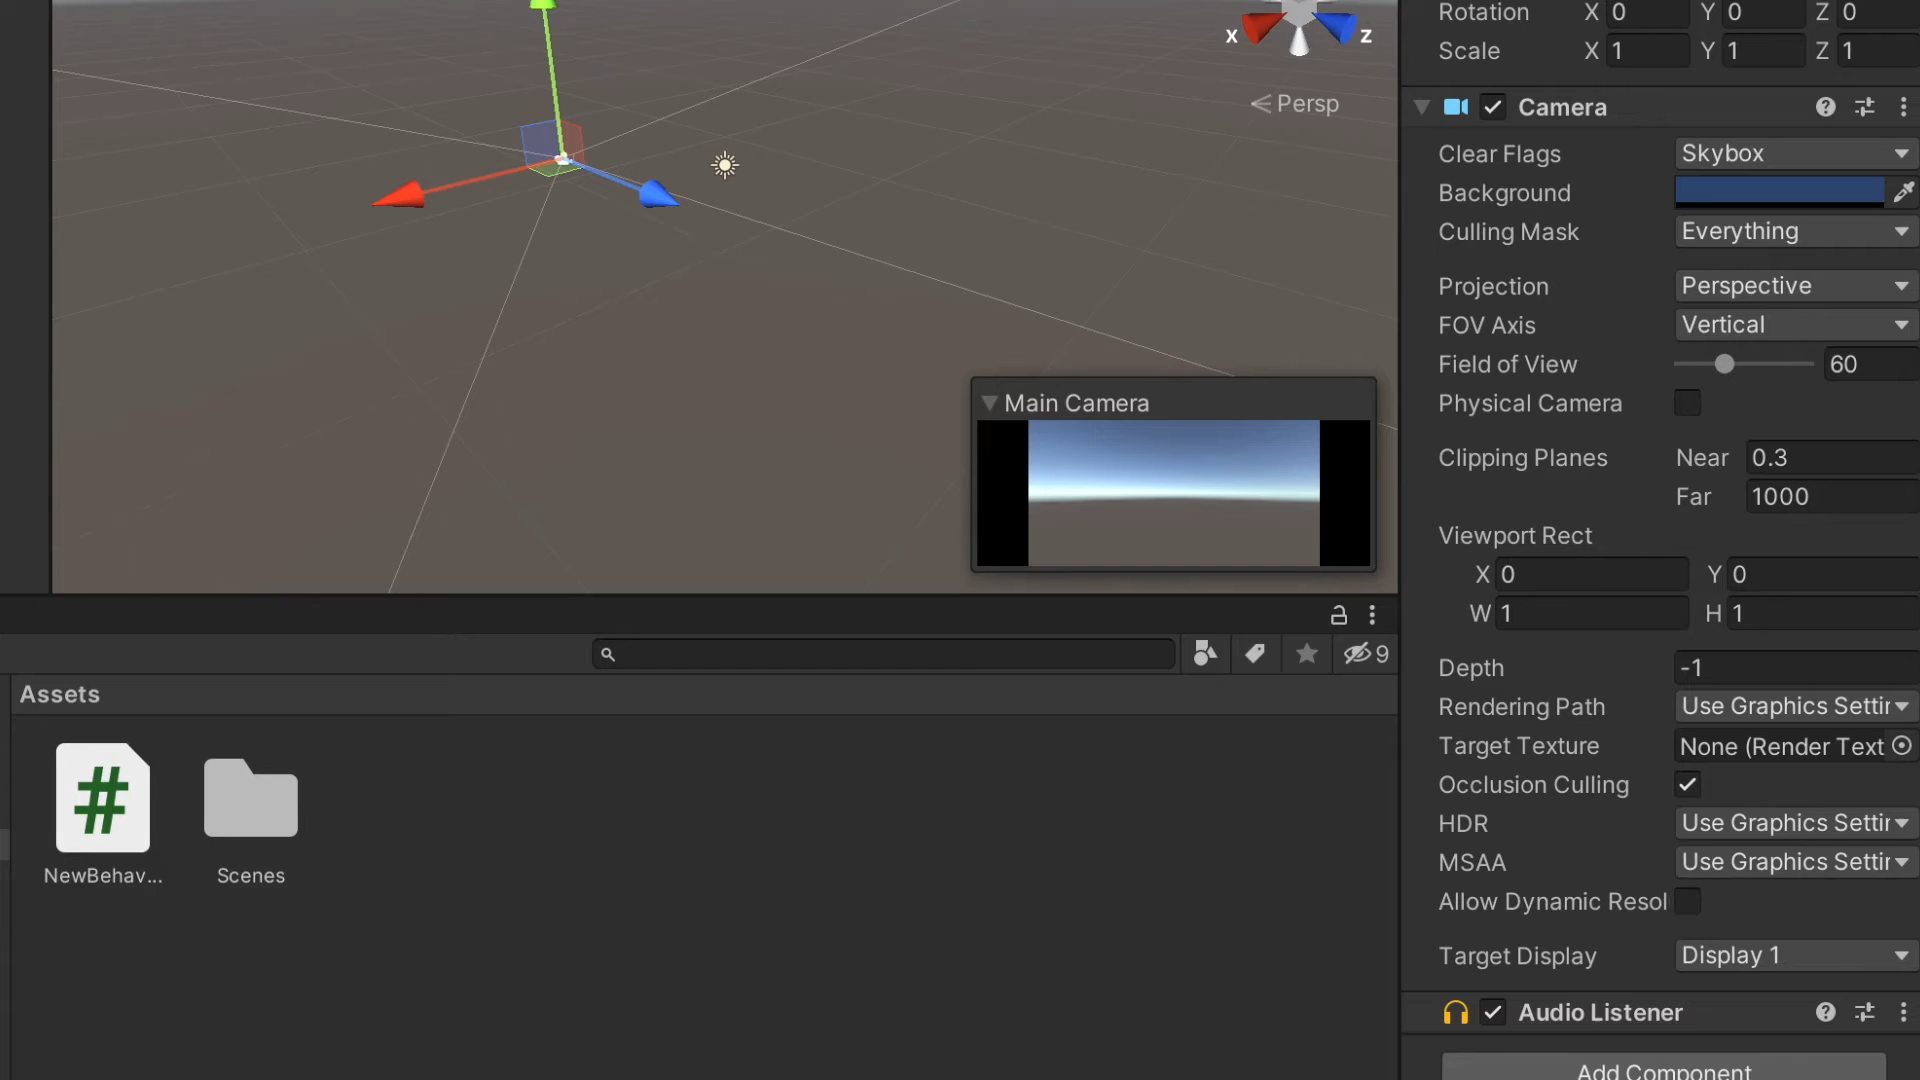 X Z
Persp
Main Camera
9
Assets
NewBehav...
Scenes
Rotation X 0 Y 0 Z 0
Scale X 1 Y 1 Z 1
Camera
Clear Flags Skybox
Background
Culling Mask Everything
Projection Perspective
FOV Axis Vertical
Field of View 60
Physical Camera
Clipping Planes Near 0.3
Far 1000
Viewport Rect
X 0 Y 0
W 1 H 1
Depth -1
Rendering Path Use Graphics Settir
Target Texture None (Render Text
Occlusion Culling
HDR Use Graphics Settir
MSAA Use Graphics Settir
Allow Dynamic Resol
Target Display Display 1
Audio Listener
Add Component